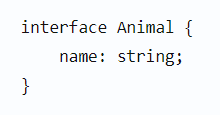 interface Animal {
    name: string;
}